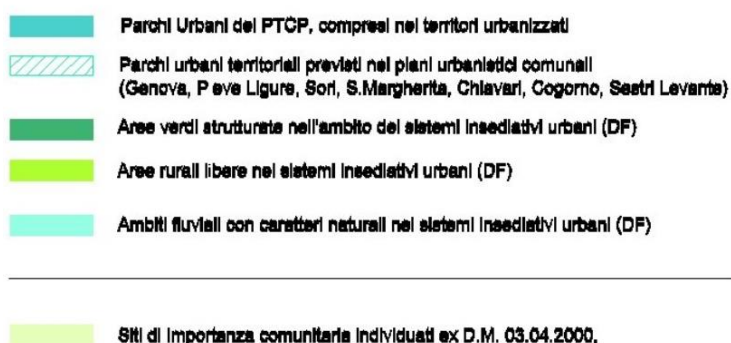 Parchi Urbani del PTCP, compresi nei territori urbanizzati
Parchi urbani territoriali previsti nei piani urbanistici comunali
(Genova, P eve Ligure, Sori, S.Margherita, Chiavari, Cogorno, Sestri Levante)
Aree verdi strutturate nell'ambito dei sistemi insediativi urbani (DF)
Aree rurali libere nei sistemi insediativi urbani (DF)
Ambiti fluviali con caratteri naturali nei sistemi insediativi urbani (DF)
Siti di importanza comunitaria individuati ex D.M. 03.04.2000,